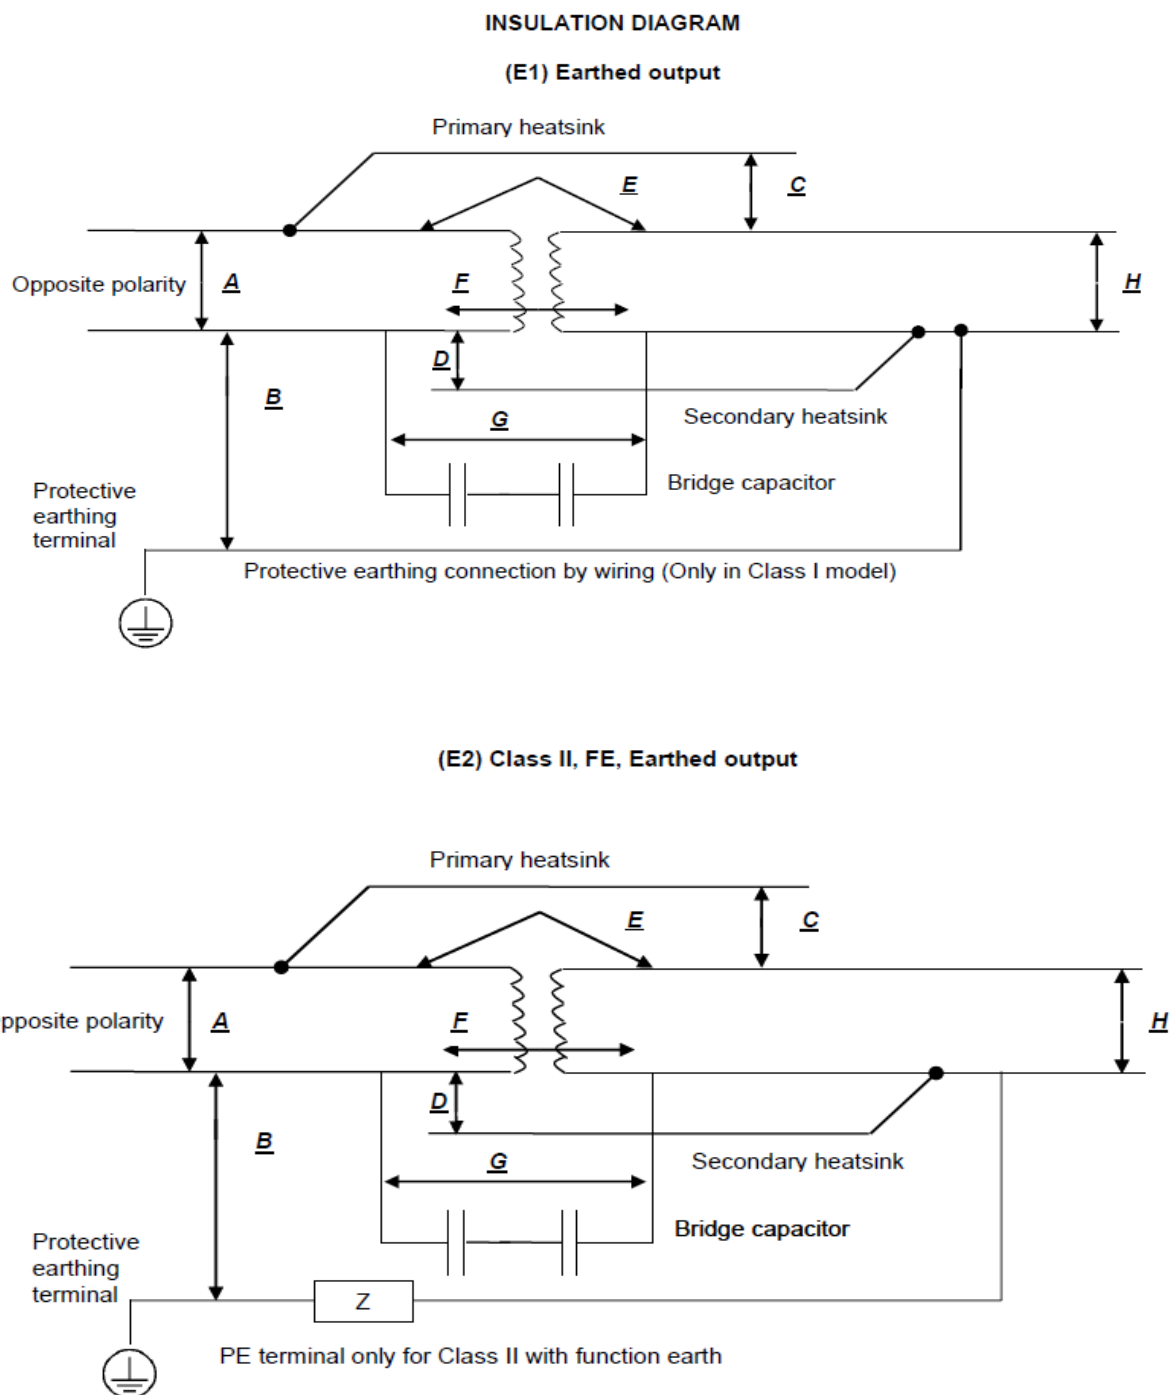 INSULATION DIAGRAM
(E1) Earthed output
Primary heatsink
E
C
Opposite polarity
A
F
H
D
B
Secondary heatsink
G
Bridge capacitor
Protective
earthing
terminal
Protective earthing connection by wiring (Only in Class I model)
(E2) Class II, FE, Earthed output
Primary heatsink
E
C
pposite polarity
A
F
H
D
B
Secondary heatsink
G
Bridge capacitor
Protective
earthing
terminal
Z
PE terminal only for Class II with function earth